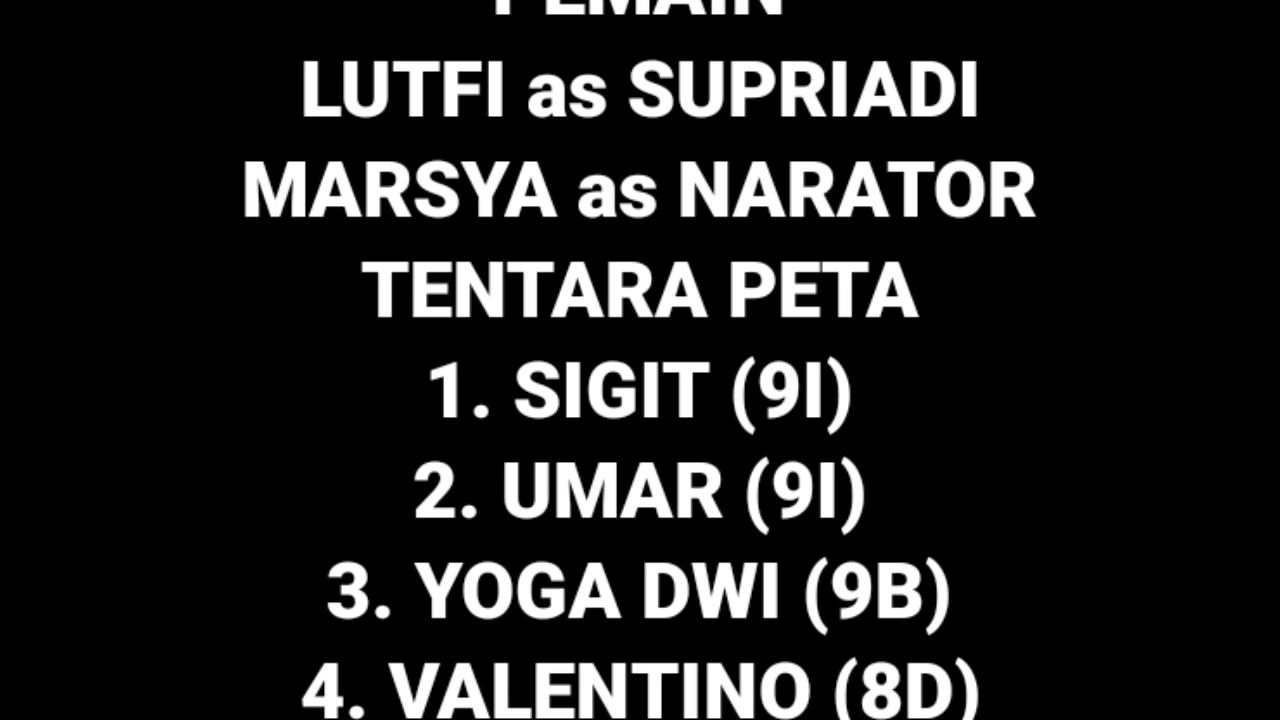 PEMAIN
LUTFI as SUPRIADI
MARSYA as NARATOR
TENTARA PETA
1. SIGIT (9I)
2. UMAR (9I)
3. YOGA DWI (9B)
4. VALENTINO (8D)